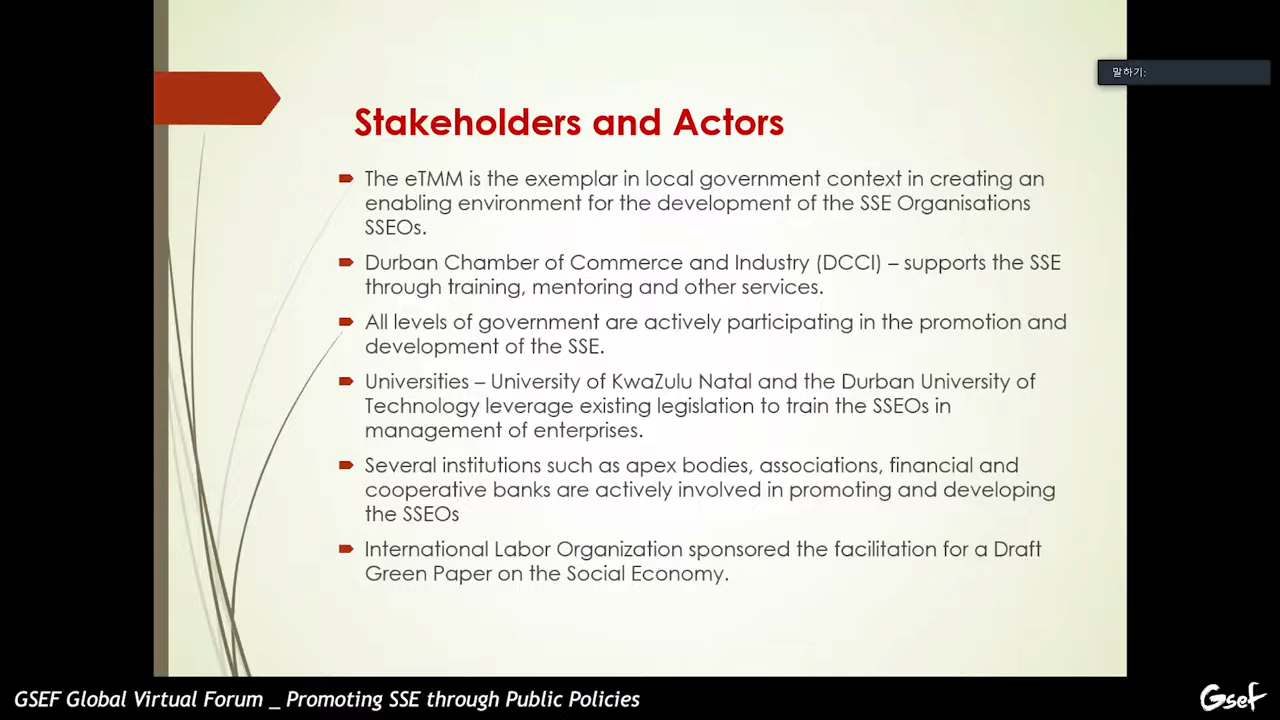 말하기:
Stakeholders and Actors
The eTMM is the exemplar in local government context in creating an
enabling environment for the development of the SSE Organisations
SSEOs.
Durban Chamber of Commerce and Industry (DCCI) – supports the SSE
through training, mentoring and other services.
All levels of government are actively participating in the promotion and
development of the SSE.
Universities – University of KwaZulu Natal and the Durban University of
Technology leverage existing legislation to train the SSEOs in
management of enterprises.
Several institutions such as apex bodies, associations, financial and
cooperative banks are actively involved in promoting and developing
the SSEOs
International Labor Organization sponsored the facilitation for a Draft
Green Paper on the Social Economy.
GSEF Global Virtual Forum _ Promoting SSE through Public Policies
Gsef